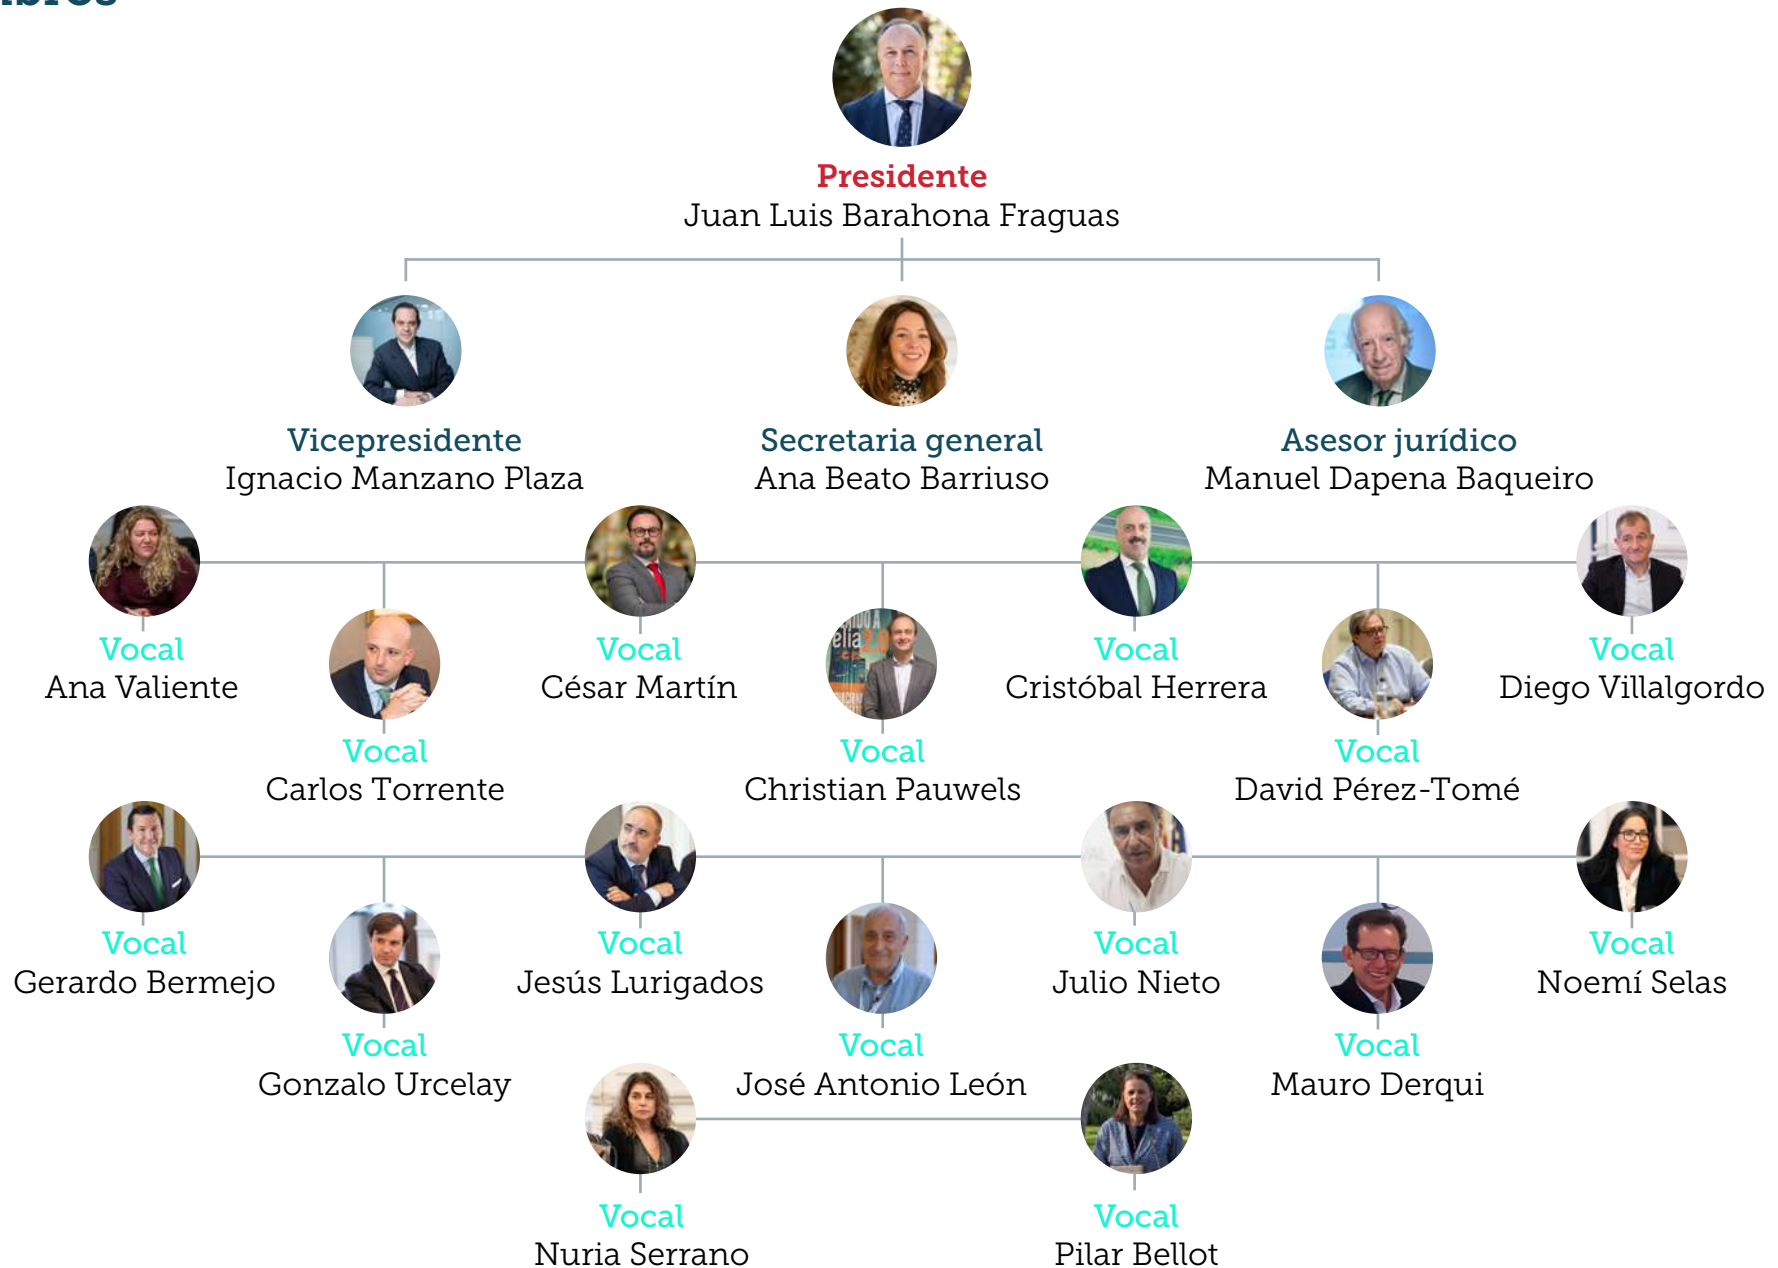 Presidente
Juan Luis Barahona Fraguas
Vicepresidente
Ignacio Manzano Plaza
Secretaria general
Ana Beato Barriuso
Asesor jurídico
Manuel Dapena Baqueiro
Vocal
Ana Valiente
Vocal
Carlos Torrente
Vocal
César Martín
Vocal
Christian Pauwels
Vocal
Cristóbal Herrera
Vocal
David Pérez-Tomé
Vocal
Diego Villalgordo
Vocal
Gerardo Bermejo
Vocal
Gonzalo Urcelay
Vocal
Jesús Lurigados
Vocal
José Antonio León
Vocal
Julio Nieto
Vocal
Mauro Derqui
Vocal
Noemí Selas
Vocal
Nuria Serrano
Vocal
Pilar Bellot